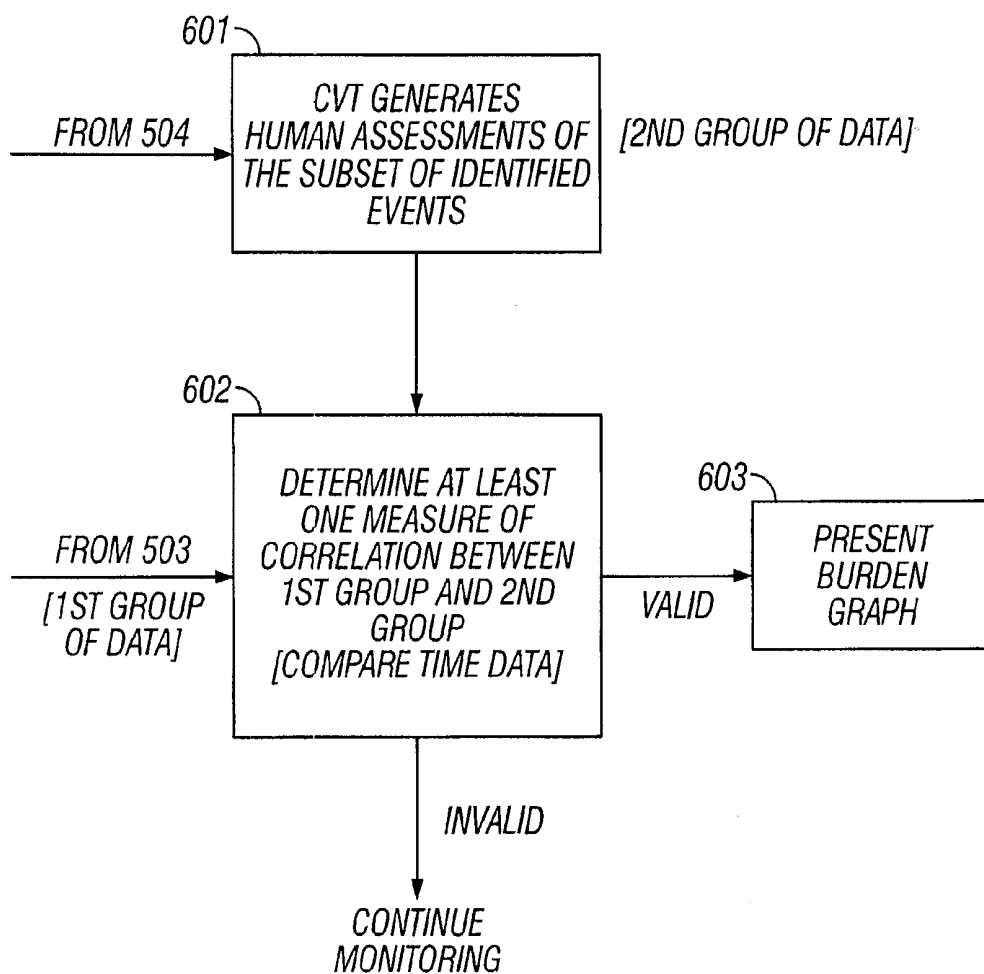 601
CVT GENERATES
HUMAN ASSESSMENTS OF
THE SUBSET OF IDENTIFIED
EVENTS
FROM 504
[2ND GROUP OF DATA]
602
DETERMINE AT LEAST
ONE MEASURE OF
CORRELATION BETWEEN
1ST GROUP AND 2ND
GROUP
[COMPARE TIME DATA]
FROM 503
[1ST GROUP
OF DATA]
603
PRESENT
BURDEN
GRAPH
VALID
INVALID
CONTINUE
MONITORING